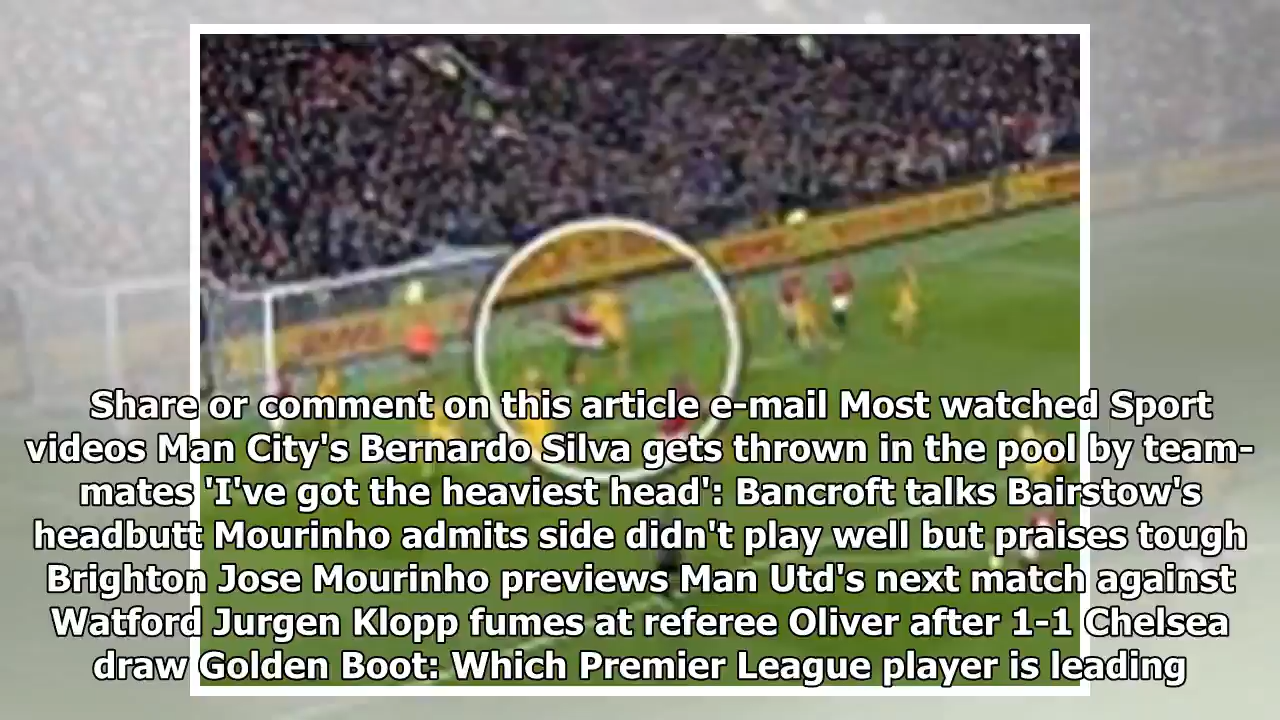 Share or comment on this article e-mail Most watched Sport
videos Man City's Bernardo Silva gets thrown in the pool by team-
mates 'I've got the heaviest head': Bancroft talks Bairstow's
headbutt Mourinho admits side didn't play well but praises tough
Brighton Jose Mourinho previews Man Utd's next match against
Watford Jurgen Klopp fumes at referee Oliver after 1-1 Chelsea
draw Golden Boot: Which Premier League player is leading